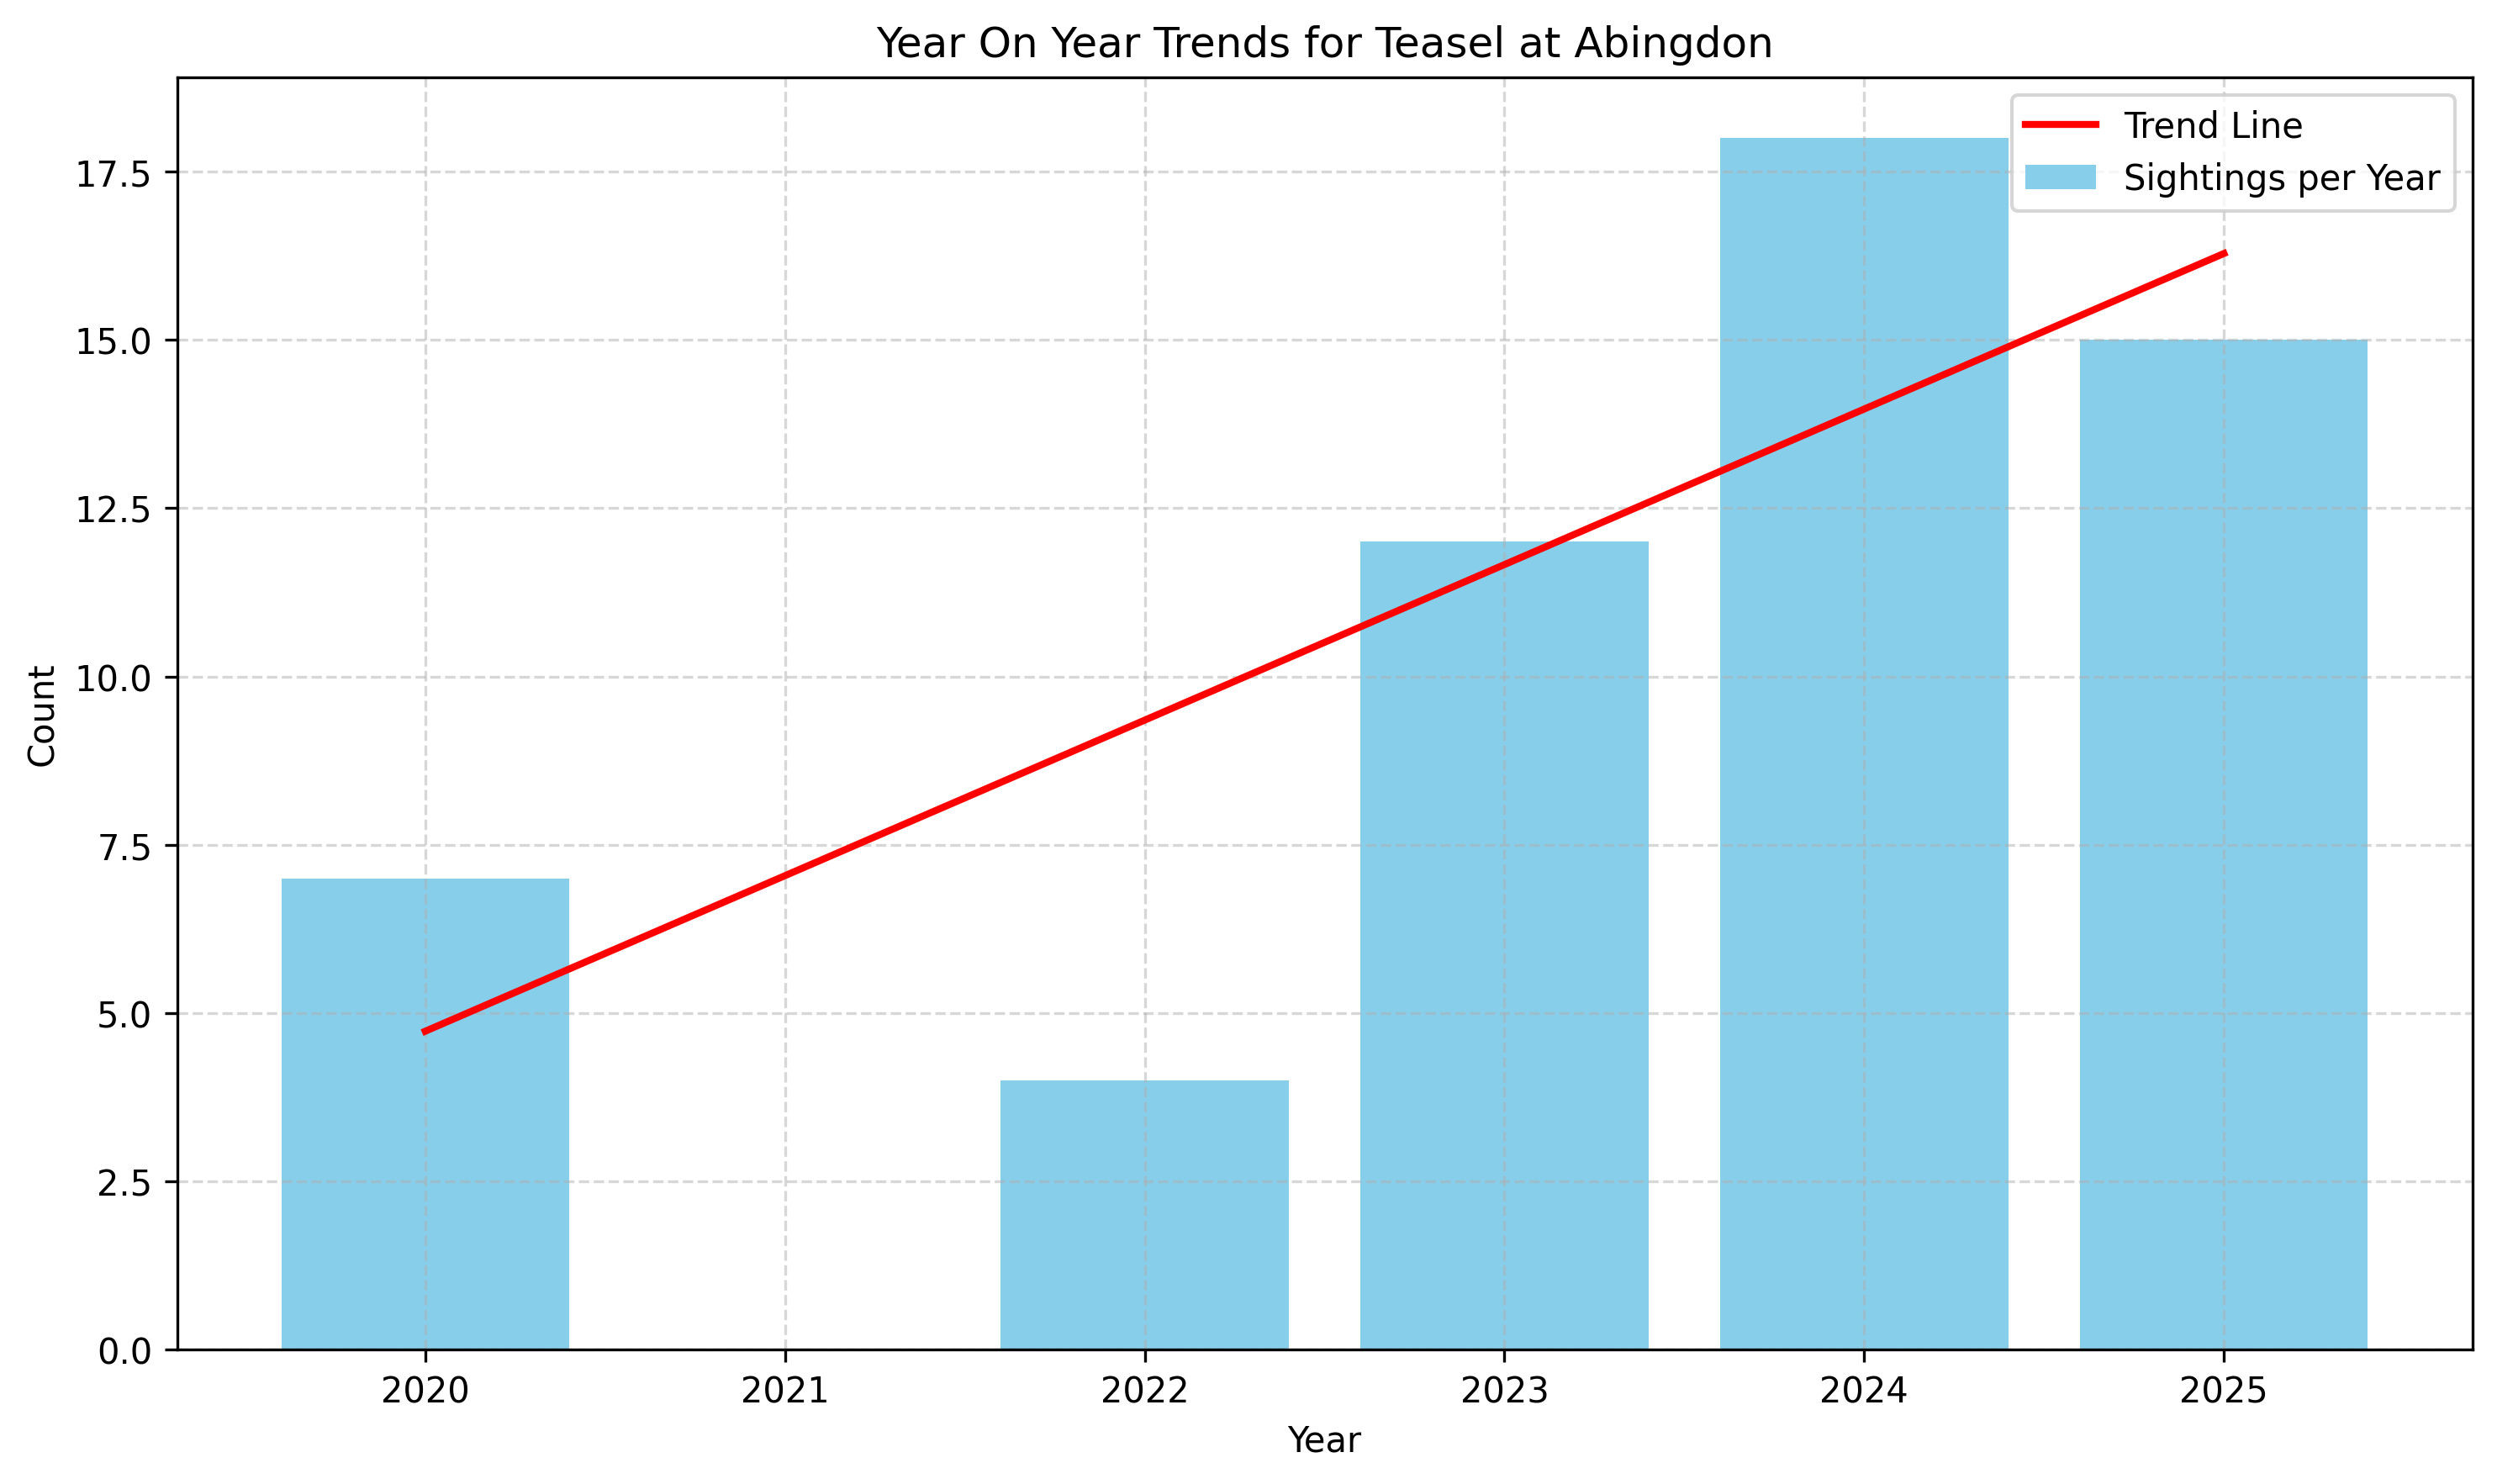 Year On Year Trends for Teasel at Abingdon
Trend Line
Sightings per Year
17.5
15.0
12.5
10.0
7.5
5.0
2.5
0.0
Count
2020 2021 2022 2023 2024 2025
Year